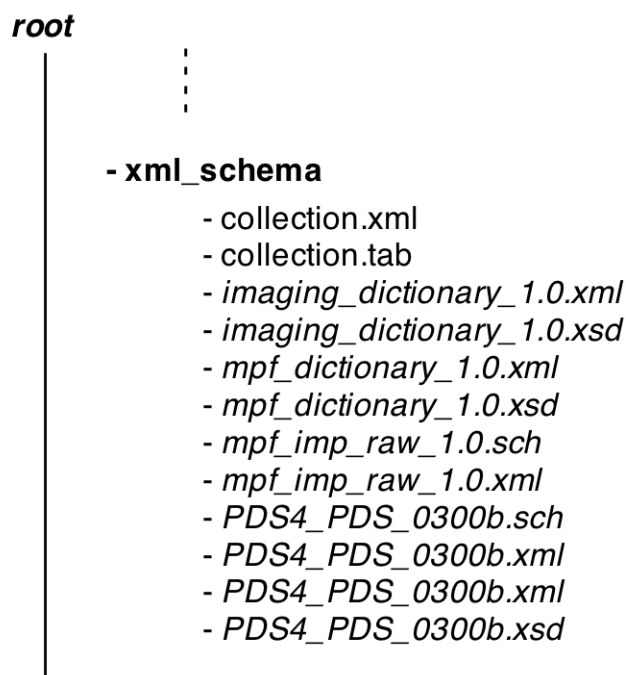 root
- xml_schema
- collection.xml
- collection.tab
- imaging_dictionary_1.0.xml
- imaging_dictionary_1.0.xsd
- mpf_dictionary_1.0.xml
- mpf_dictionary_1.0.xsd
- mpf_imp_raw_1.0.sch
- mpf_imp_raw_1.0.xml
- PDS4_PDS_0300b.sch
- PDS4_PDS_0300b.xml
- PDS4_PDS_0300b.xml
- PDS4_PDS_0300b.xsd